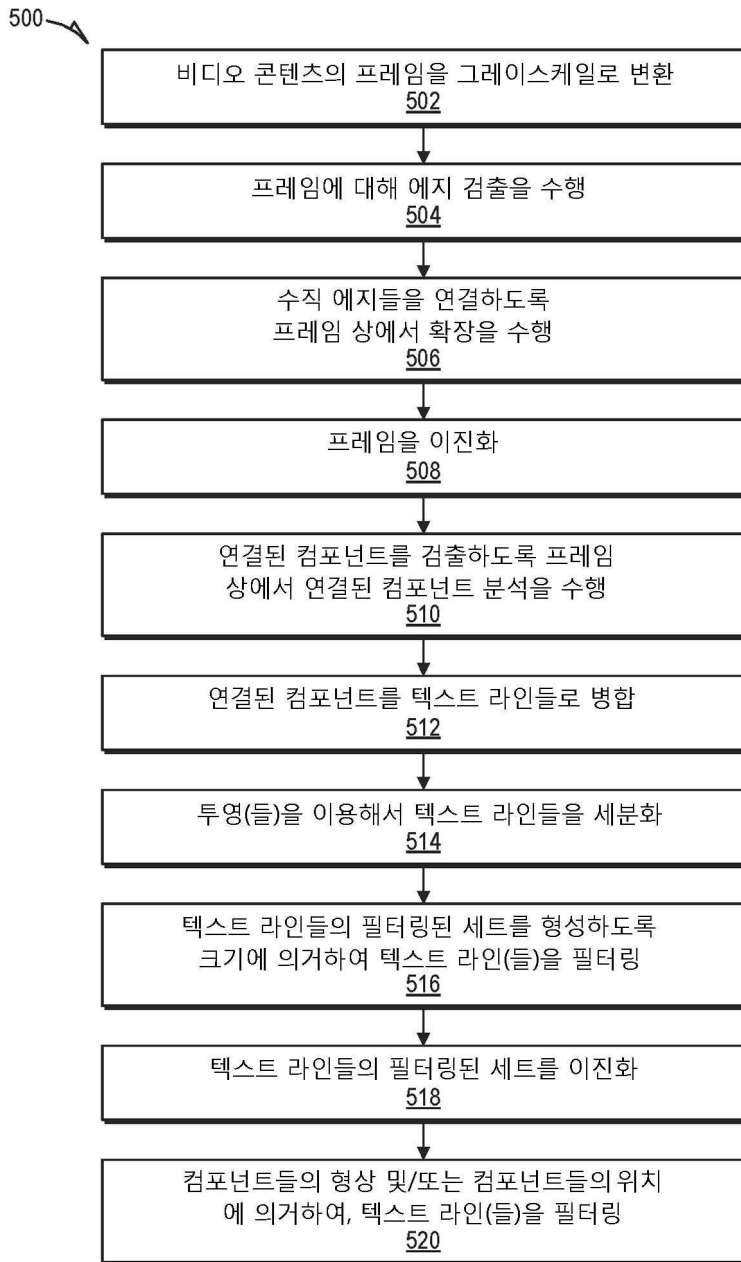 500
비디오 콘텐츠의 프레임을 그레이스케일로 변환
502
프레임에 대해 에지 검출을 수행
504
수직 에지들을 연결하도록
프레임 상에서 확장을 수행
506
프레임을 이진화
508
연결된 컴포넌트를 검출하도록 프레임
상에서 연결된 컴포넌트 분석을 수행
510
연결된 컴포넌트를 텍스트 라인들로 병합
512
투영(들)을 이용해서 텍스트 라인들을 세분화
514
텍스트 라인들의 필터링된 세트를 형성하도록
크기에 의거하여 텍스트 라인(들)을 필터링
516
텍스트 라인들의 필터링된 세트를 이진화
518
컴포넌트들의 형상 및/또는 컴포넌트들의 위치
에 의거하여, 텍스트 라인(들)을 필터링
520